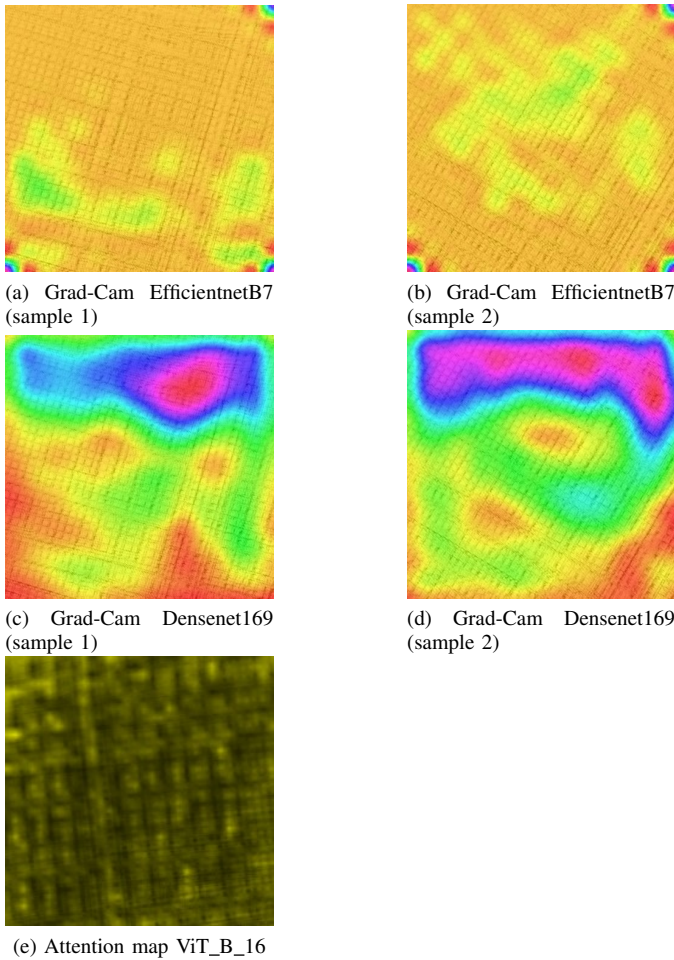 (a) Grad-Cam EfficientnetB7
(sample 1)
(b) Grad-Cam EfficientnetB7
(sample 2)
(c) Grad-Cam Densenet169
(sample 1)
(d) Grad-Cam Densenet169
(sample 2)
(e) Attention map ViT_B_16